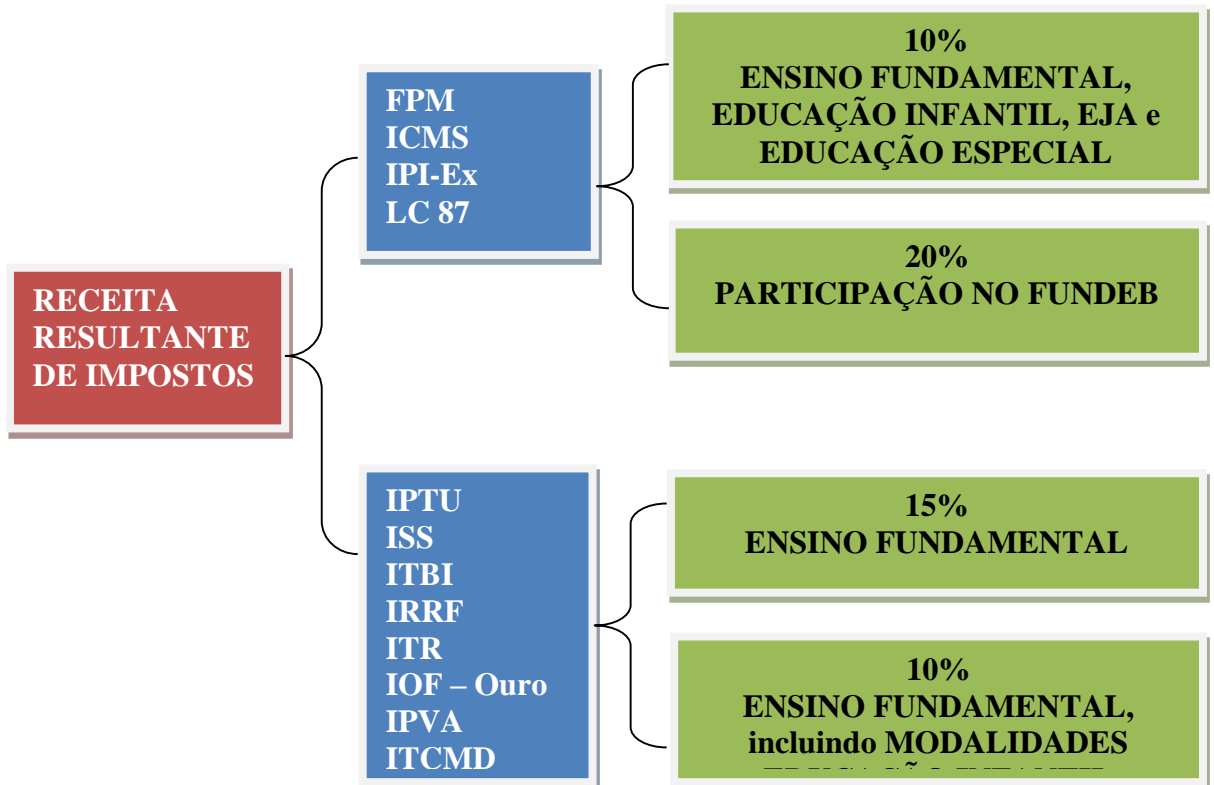 RECEITA
RESULTANTE
DE IMPOSTOS
FPM
ICMS
IPI-Ex
LC 87
10%
ENSINO FUNDAMENTAL,
EDUCAÇÃO INFANTIL, EJA e
EDUCAÇÃO ESPECIAL
20%
PARTICIPAÇÃO NO FUNDEB
IPTU
ISS
ITBI
IRRF
ITR
IOF – Ouro
IPVA
ITCMD
15%
ENSINO FUNDAMENTAL
10%
ENSINO FUNDAMENTAL,
incluindo MODALIDADES